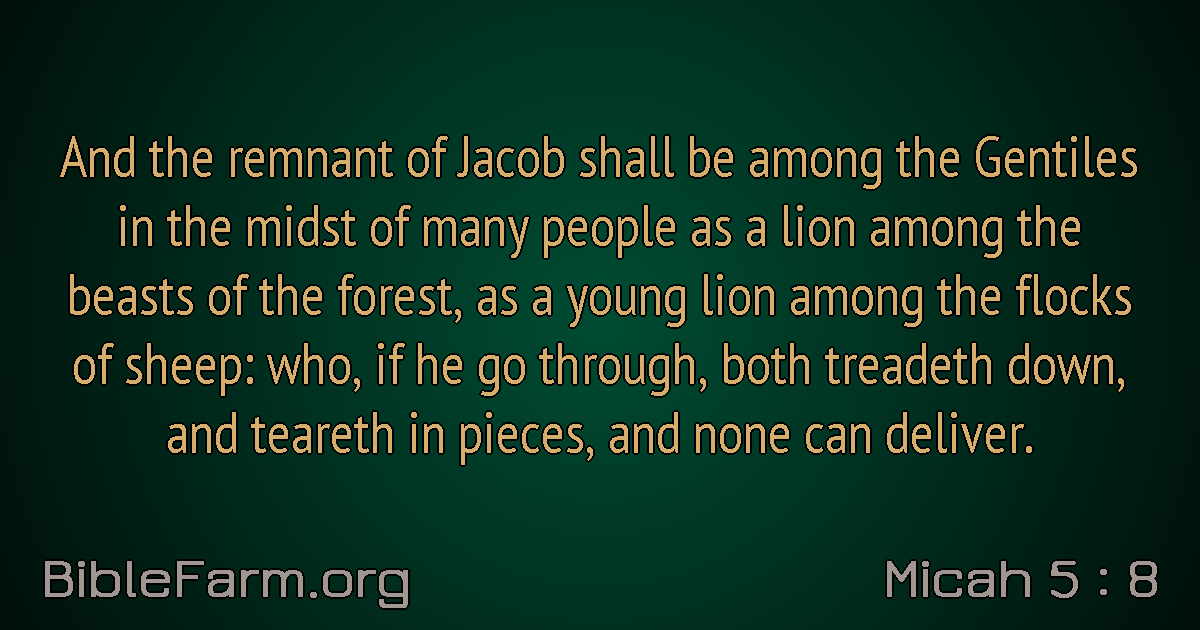 And the remnant of Jacob shall be among the Gentiles
in the midst of many people as a lion among the
beasts of the forest, as a young lion among the flocks
of sheep: who, if he go through, both treadeth down,
and teareth in pieces, and none can deliver.
BibleFarm.org
Micah 5 : 8